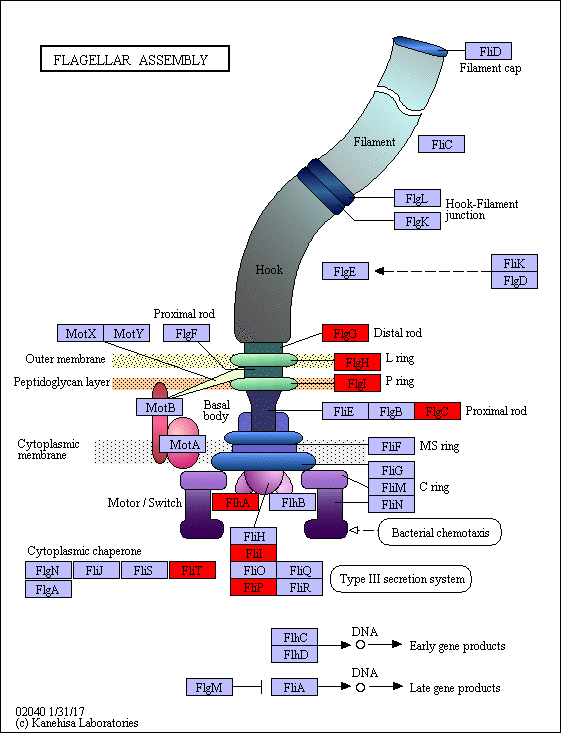 FLAGELLAR ASSEMBLY
FliD
Filament cap
Filament
FliC
FlgL
FlgK
Hook-Filament
junction
Hook
FlgE
FliK
FlgD
Proximal rod
MotX MotY FlgF
FlgG Distal rod
Outer membrane
FlgH L ring
Peptidoglycan layer
FlgI P ring
MotB
Basal
body
FliE FlgB FlgC Proximal rod
MotA
Cytoplasmic
membrane
FliF MS ring
FliG
FliM
FliN
C ring
Motor / Switch
FlhA FlhB
Bacterial chemotaxis
FliH
FliI
FliO FliQ
FliP FliR
Type III secretion system
Cytoplasmic chaperone
FlgN FliJ FliS FliT
FlgA
FlhC
FlhD
DNA
Early gene products
FlgM FliA
DNA
Late gene products
02040 1/31/17
(c) Kanehisa Laboratories